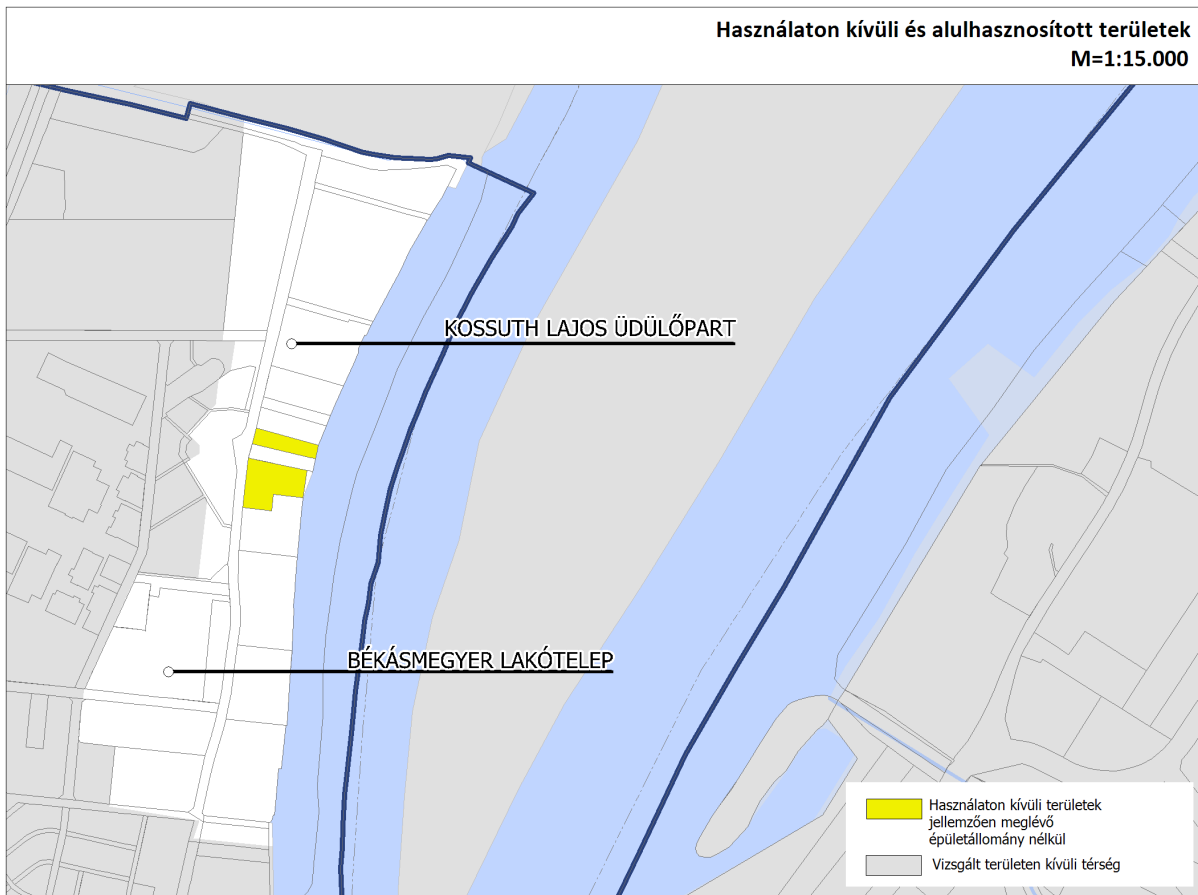 Használaton kívüli és alulhasznosított területek
M=1:15.000
KOSSUTH LAJOS ÜDÜLŐPART
BÉKÁSMEGYER LAKÓTELEP
Használaton kívüli területek
jellemzően meglévő
épületállomány nélkül
Vizsgált területen kívüli térség